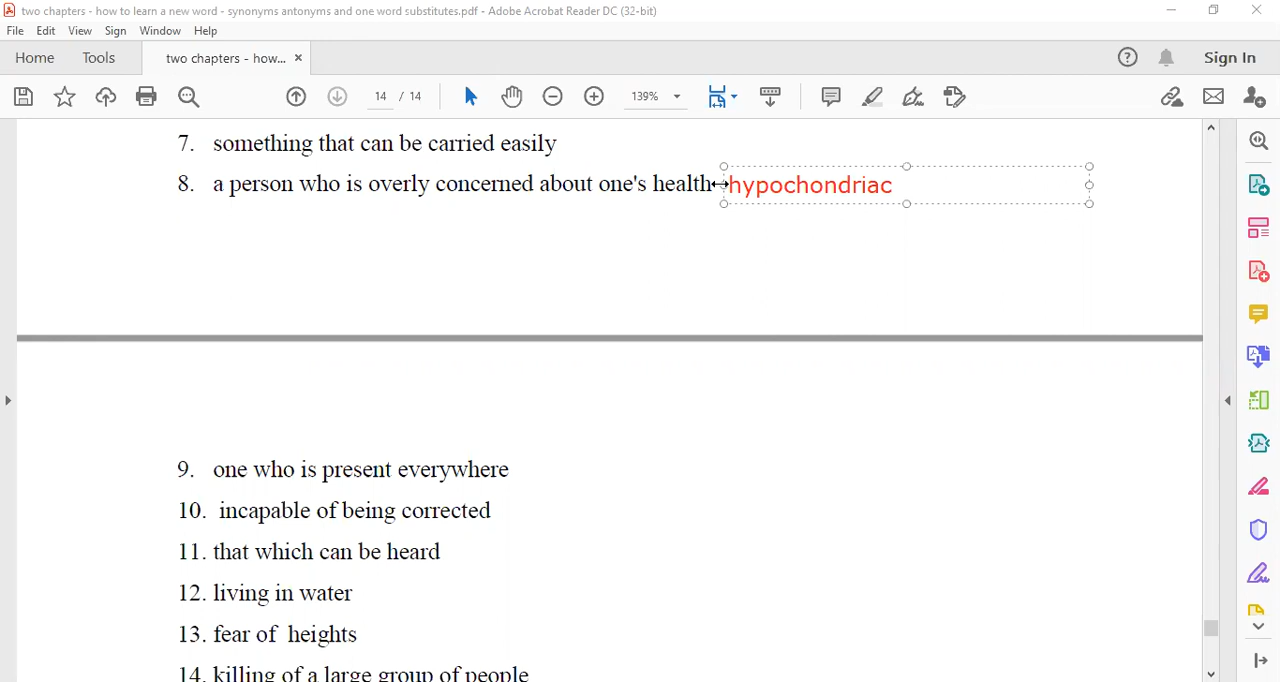 two chapters - how to learn a new word - synonyms antonyms and one word substitutes.pdf - Adobe Acrobat Reader DC (32-bit)
File Edit View Sign Window Help
Home Tools two chapters - how... × Sign In
14 / 14 139%
7. something that can be carried easily
8. a person who is overly concerned about one's health hypochondriac
9. one who is present everywhere
10. incapable of being corrected
11. that which can be heard
12. living in water
13. fear of heights
14. killing of a large group of people